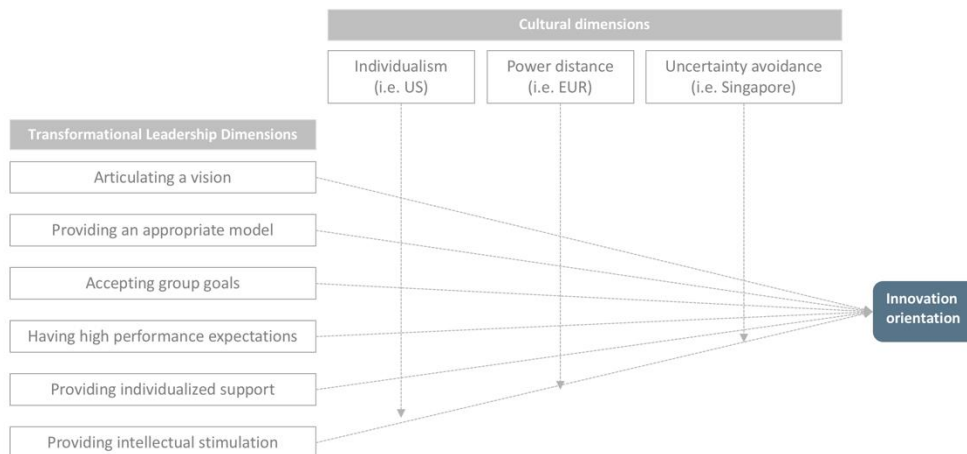 Cultural dimensions
Individualism
(i.e. US)
Power distance
(i.e. EUR)
Uncertainty avoidance
(i.e. Singapore)
Transformational Leadership Dimensions
Articulating a vision
Providing an appropriate model
Accepting group goals
Having high performance expectations
Providing individualized support
Providing intellectual stimulation
Innovation
orientation